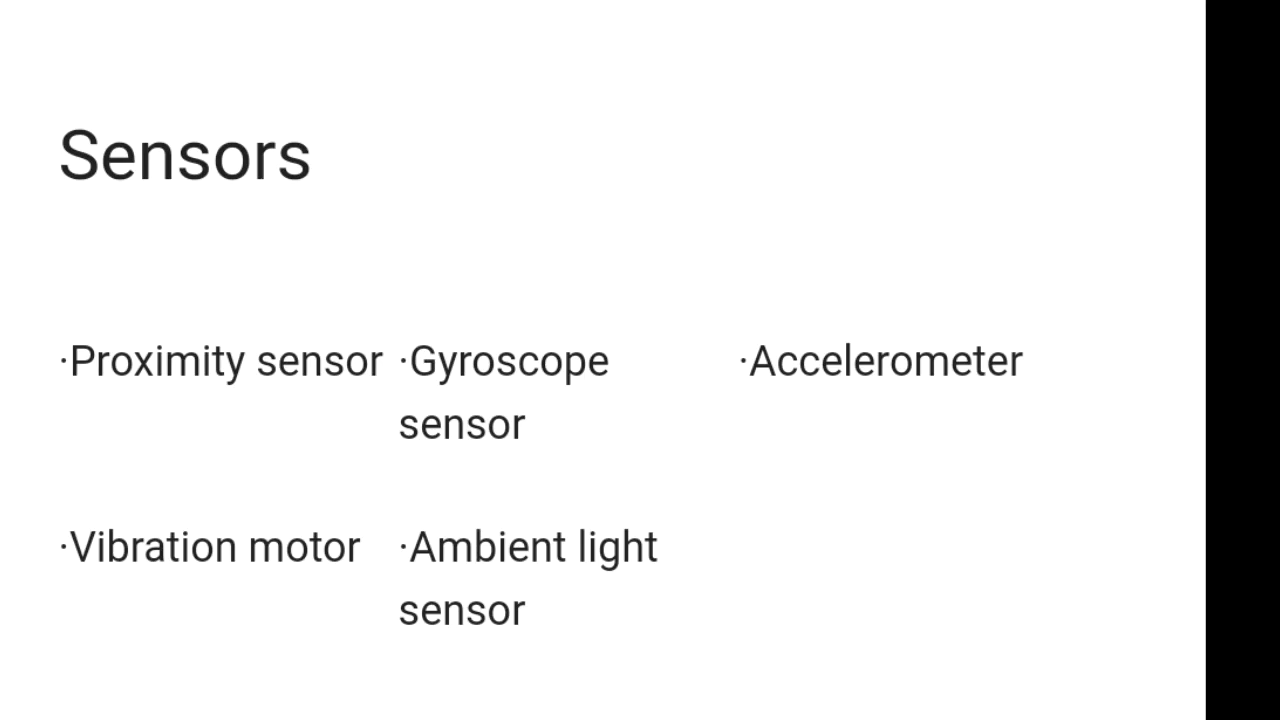 Sensors
·Proximity sensor ·Gyroscope sensor ·Accelerometer
·Vibration motor ·Ambient light sensor